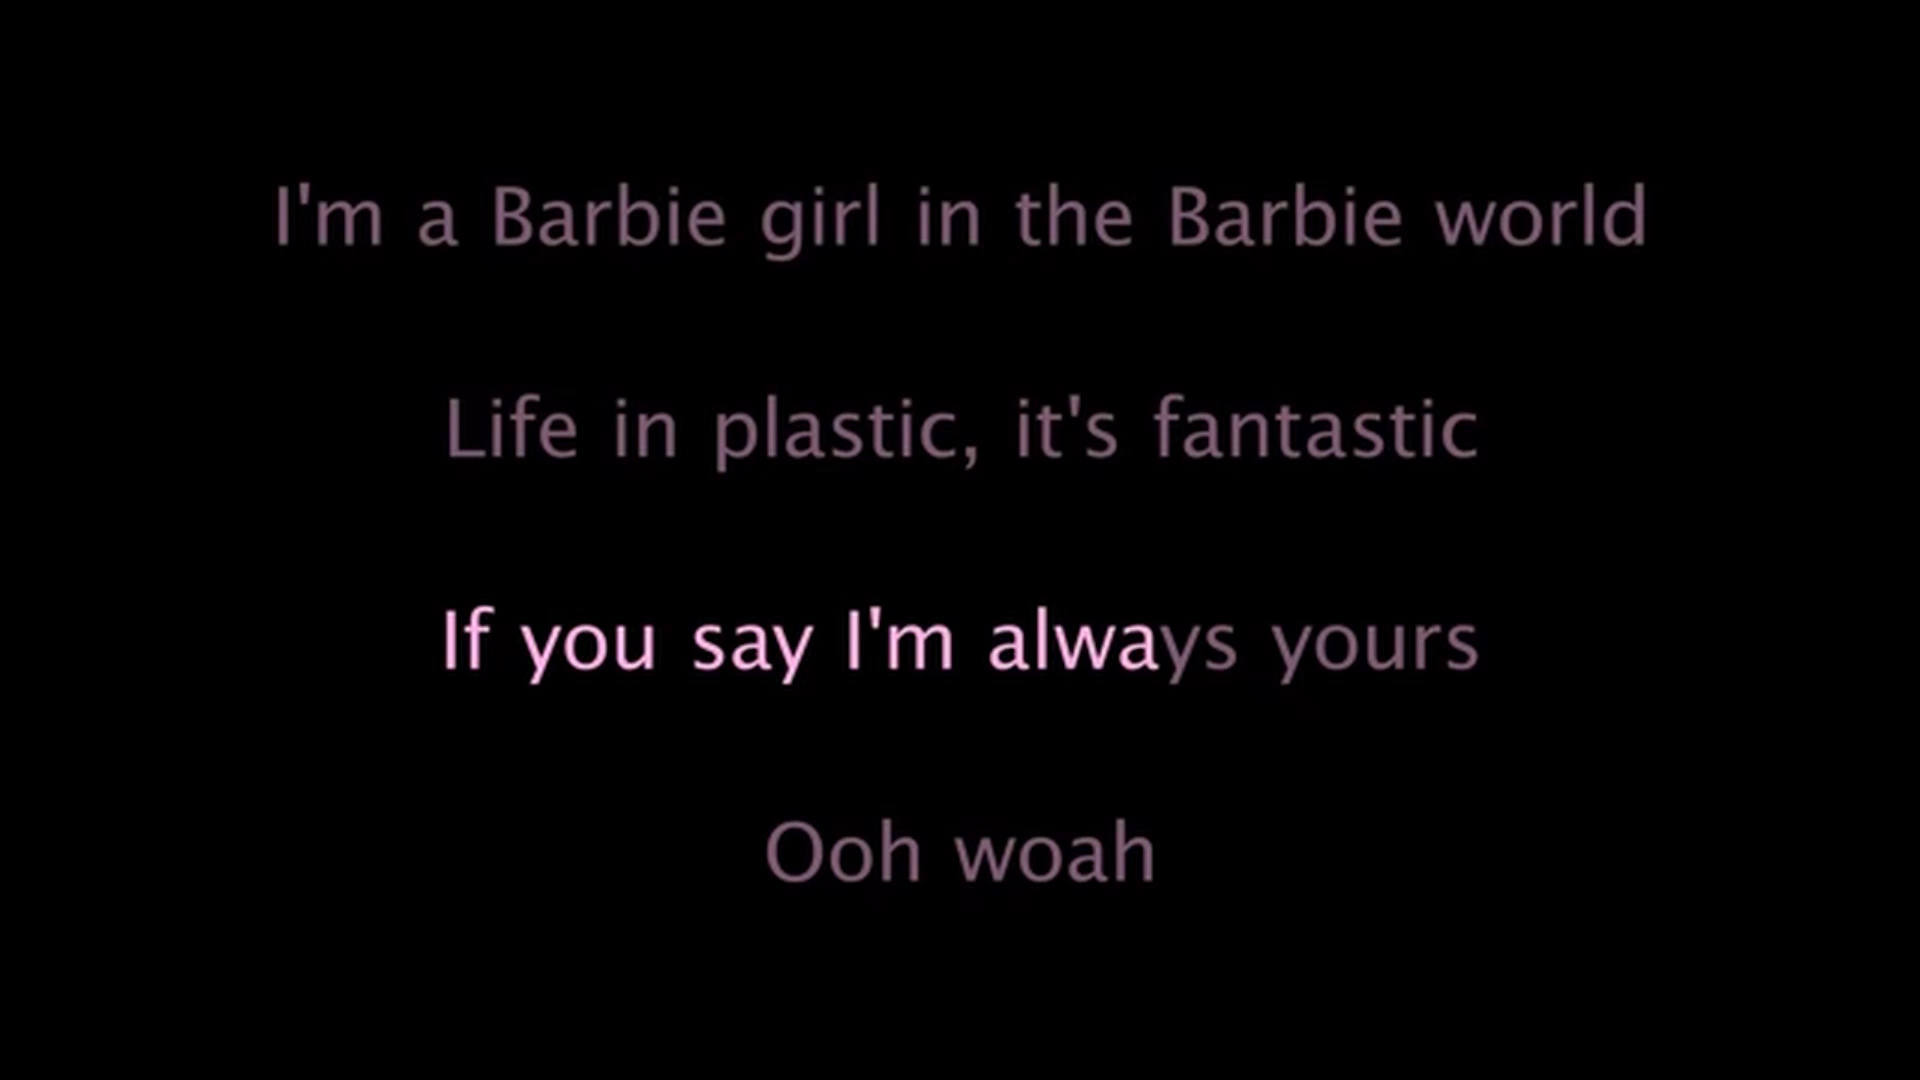 I'm a Barbie girl in the Barbie world
Life in plastic, it's fantastic
If you say I'm always yours
Ooh woah